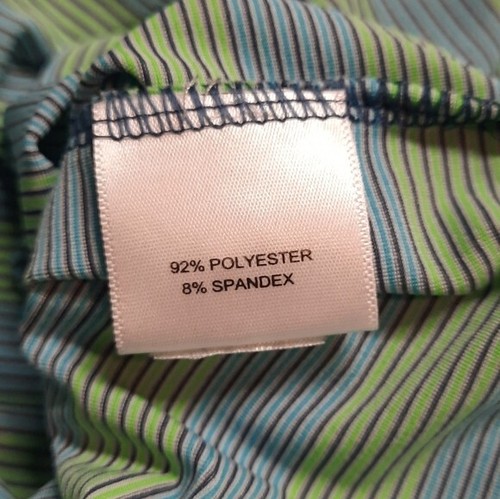 92% POLYESTER
8% SPANDEX